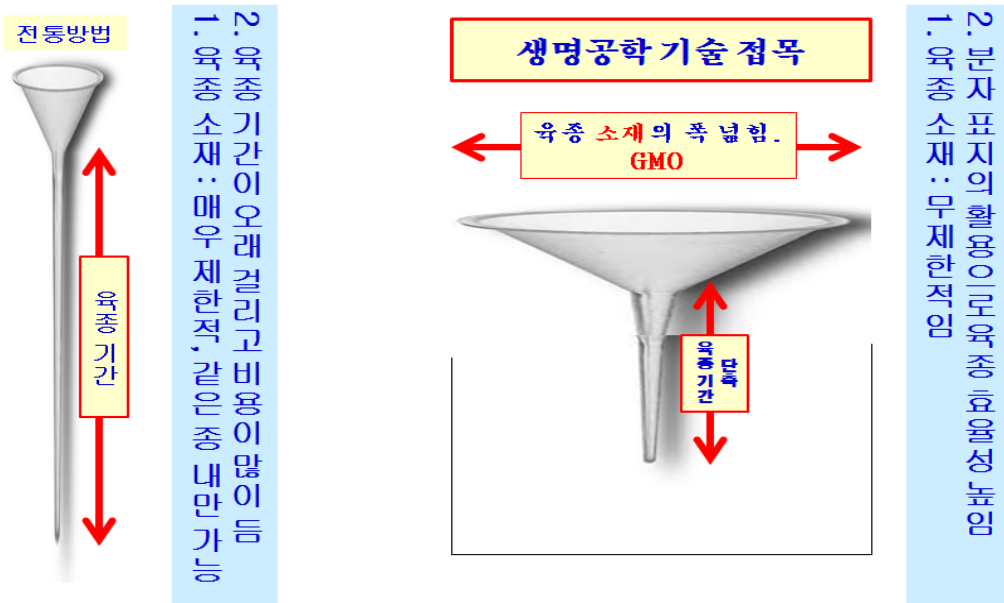 전통방법
육종 기간
1. 육종 소재: 매우 제한적, 같은 종 내만 가능
2. 육종 기간이 오래 걸리고 비용이 많이 듬
생명공학 기술 접목
육종 소재의 폭 넓힘.
GMO
육종 기간
단축
1. 육종 소재: 무제한적임
2. 분자 표지의 활용으로 육종 효율성 높임